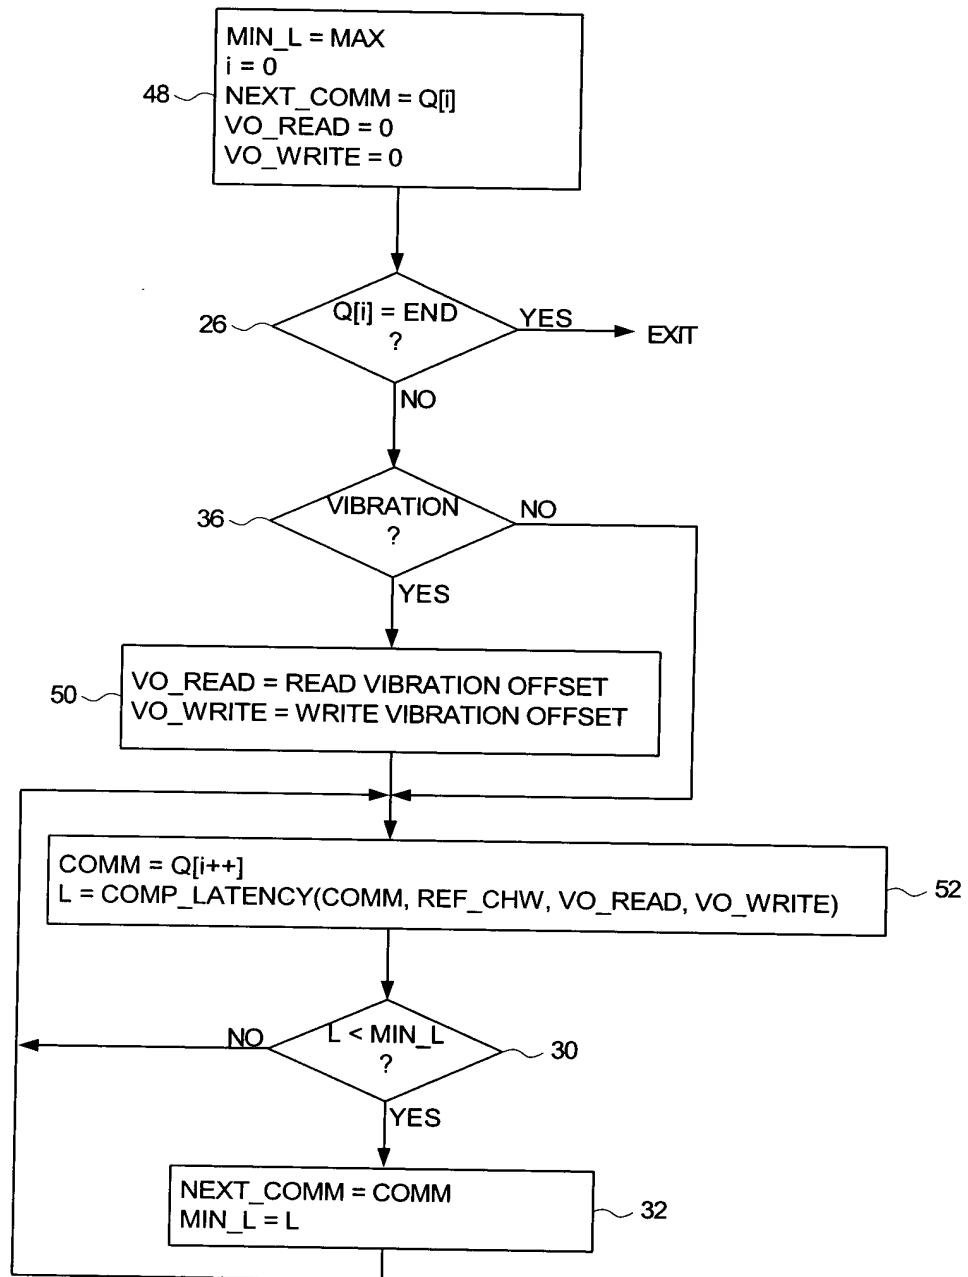 MIN_L = MAX
i = 0
48
NEXT_COMM = Q[i]
VO_READ = 0
VO_WRITE = 0
26
Q[i] = END
?
YES
EXIT
NO
36
VIBRATION
?
NO
YES
50
VO_READ = READ VIBRATION OFFSET
VO_WRITE = WRITE VIBRATION OFFSET
COMM = Q[i++]
L = COMP_LATENCY(COMM, REF_CHW, VO_READ, VO_WRITE)
52
NO
L < MIN_L
?
30
YES
NEXT_COMM = COMM
MIN_L = L
32